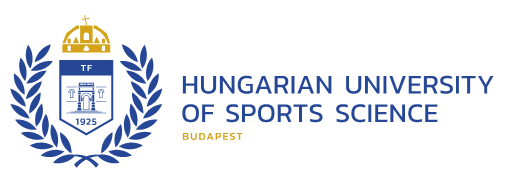 TF
1925
HUNGARIAN UNIVERSITY
OF SPORTS SCIENCE
BUDAPEST